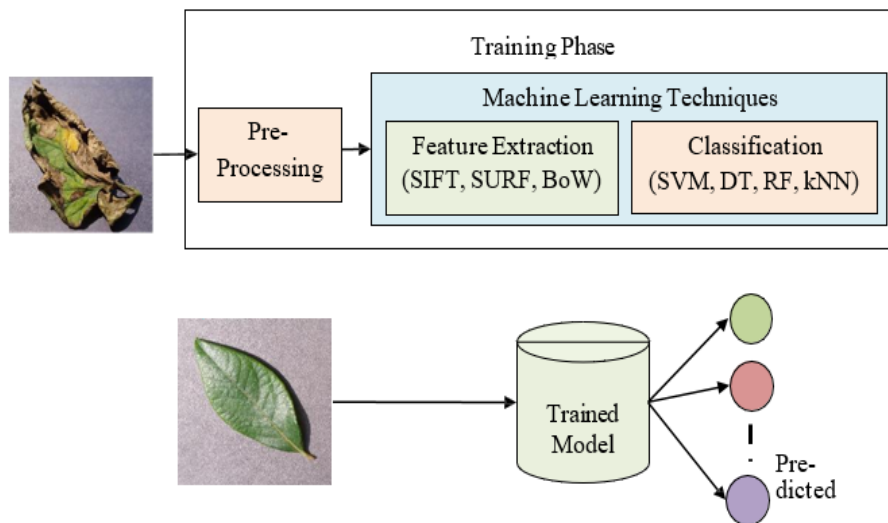 Training Phase
Machine Learning Techniques
Pre-
Processing
Feature Extraction
(SIFT, SURF, BoW)
Classification
(SVM, DT, RF, kNN)
Trained
Model
Pre-
dicted